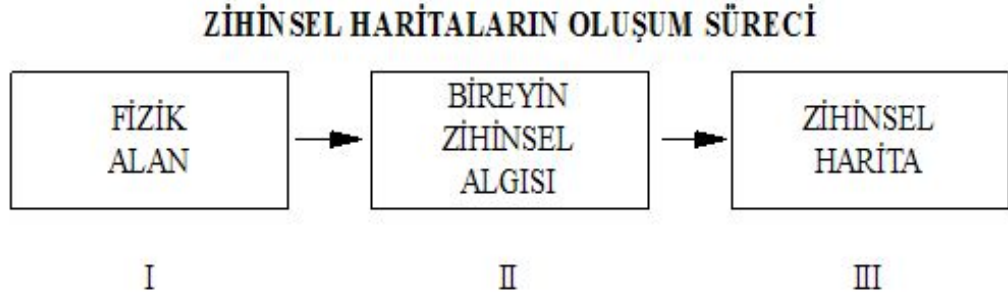 ZİHİNSEL HARİTALARIN OLUŞUM SÜRECİ
FİZİK
ALAN
BİREYİN
ZİHİNSEL
ALGISI
ZİHİNSEL
HARİTA
I
II
III